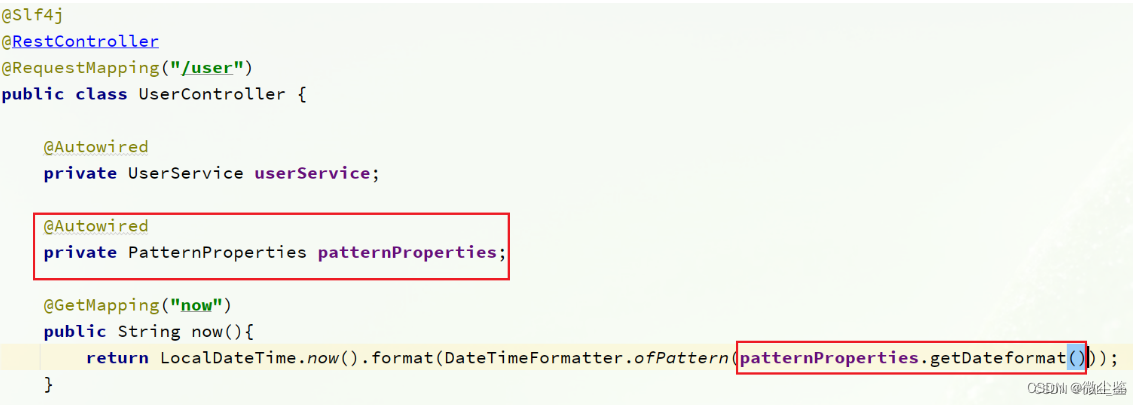 @Slf4j
@RestController
@RequestMapping("/user")
public class UserController {
@Autowired
private UserService userService;
@Autowired
private PatternProperties patternProperties;
@GetMapping("now")
public String now(){
return LocalDateTime.now().format(DateTimeFormatter.ofPattern(patternProperties.getDateformat()));
}
CSDN @微尘鉴